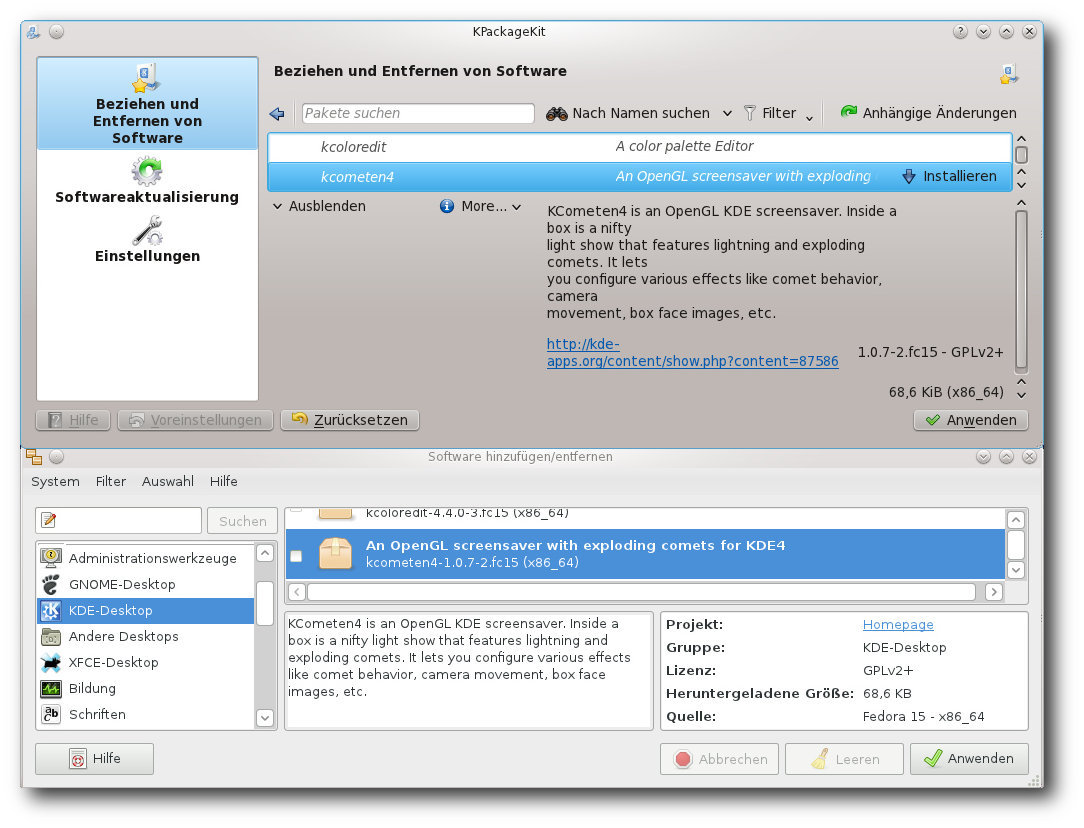 KPackageKit
Beziehen und
Entfernen von
Software
Softwareaktualisierung
Einstellungen
Beziehen und Entfernen von Software
Pakete suchen
Nach Namen suchen
Filter
Anhängige Änderungen
kcoloredit
A color palette Editor
kcometen4
An OpenGL screensaver with exploding
Installieren
Ausblenden
More...
KCometen4 is an OpenGL KDE screensaver. Inside a
box is a nifty
light show that features lightning and exploding
comets. It lets
you configure various effects like comet behavior,
camera
movement, box face images, etc.
http://kde-
apps.org/content/show.php?content=87586
1.0.7-2.fc15 - GPLv2+
68,6 KiB (x86_64)
Hilfe
Voreinstellungen
Zurücksetzen
Anwenden
Software hinzufügen/entfernen
System
Filter
Auswahl
Hilfe
Suchen
Administrationswerkzeuge
GNOME-Desktop
KDE-Desktop
Andere Desktops
XFCE-Desktop
Bildung
Schriften
kcoloredit-4.4.0-3.fc15 (x86_64)
An OpenGL screensaver with exploding comets for KDE4
kcometen4-1.0.7-2.fc15 (x86_64)
KCometen4 is an OpenGL KDE screensaver. Inside a
box is a nifty light show that features lightning and
exploding comets. It lets you configure various effects
like comet behavior, camera movement, box face
images, etc.
Projekt: Homepage
Gruppe: KDE-Desktop
Lizenz: GPLv2+
Heruntergeladene Größe: 68,6 KB
Quelle: Fedora 15 - x86_64
Hilfe
Abbrechen
Leeren
Anwenden